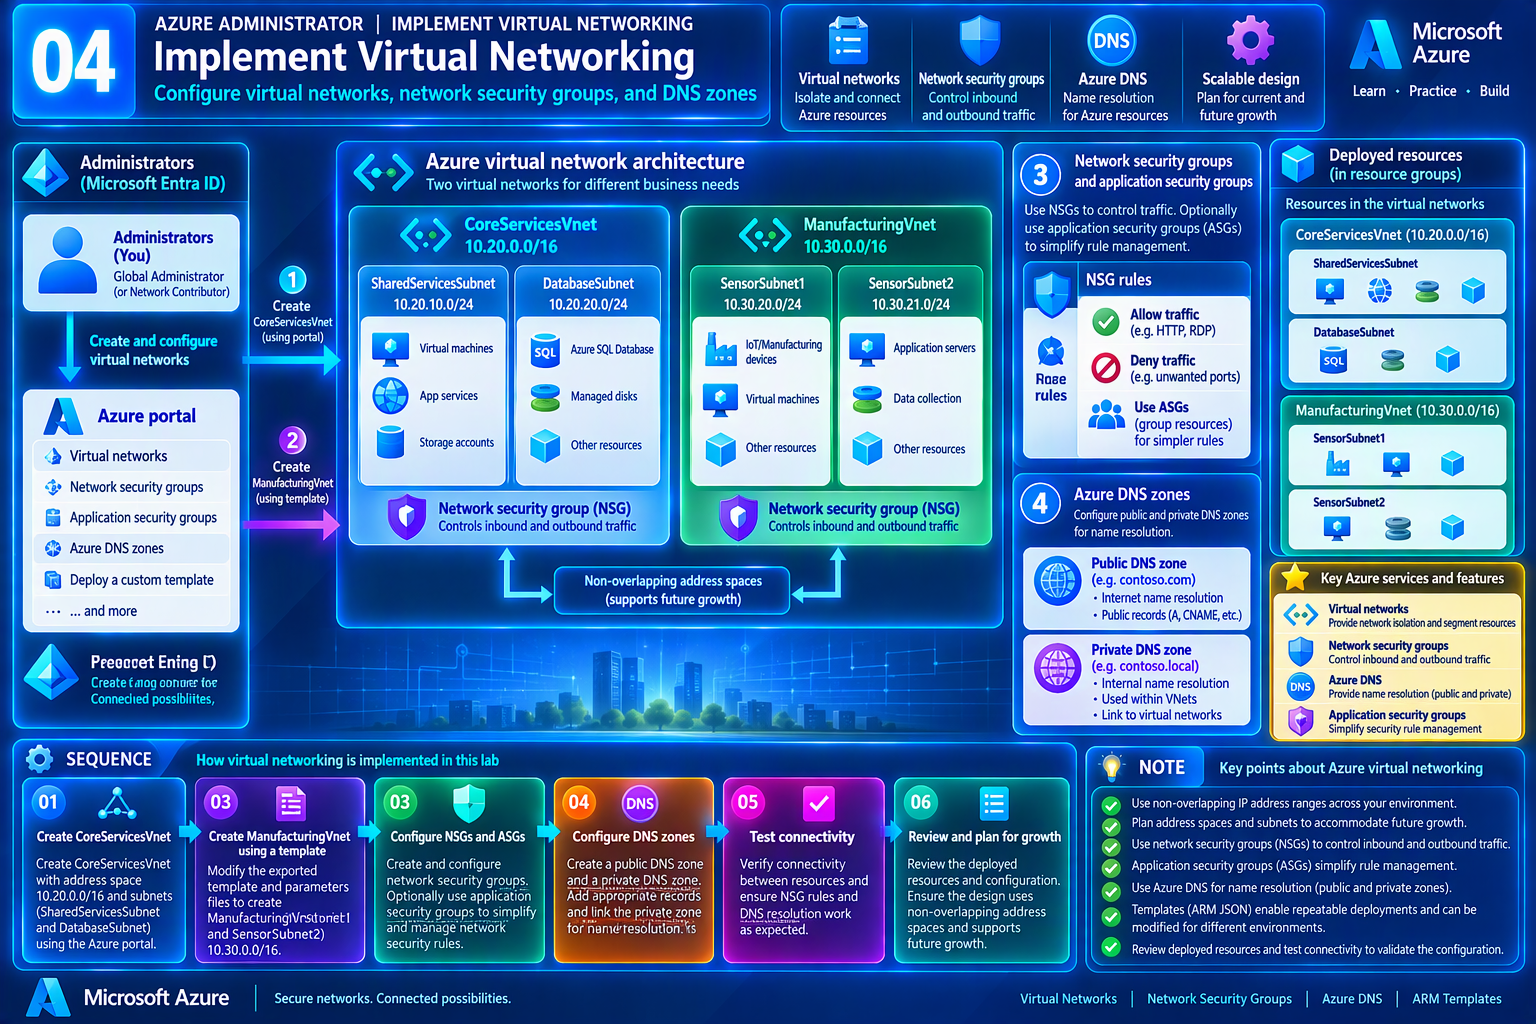 04
AZURE ADMINISTRATOR | IMPLEMENT VIRTUAL NETWORKING
Implement Virtual Networking
Configure virtual networks, network security groups, and DNS zones
Virtual networks
Isolate and connect
Azure resources
Network security groups
Control inbound
and outbound traffic
DNS
Azure DNS
Name resolution
for Azure resources
Scalable design
Plan for current and
future growth
Microsoft
Azure
Learn • Practice • Build
Administrators
(Microsoft Entra ID)
Administrators
(You)
Global Administrator
(or Network Contributor)
Create and configure
virtual networks
Azure portal
Virtual networks
Network security groups
Application security groups
Azure DNS zones
Deploy a custom template
... ... and more
Create
Connected possibilities,
1
Create
CoreServicesVnet
(using portal)
2
Create
ManufacturingVnet
(using template)
Azure virtual network architecture
Two virtual networks for different business needs
CoreServicesVnet
10.20.0.0/16
SharedServicesSubnet
10.20.10.0/24
Virtual machines
App services
Storage accounts
DatabaseSubnet
10.20.20.0/24
SQL
Azure SQL Database
Managed disks
Other resources
Network security group (NSG)
Controls inbound and outbound traffic
ManufacturingVnet
10.30.0.0/16
SensorSubnet1
10.30.20.0/24
IoT/Manufacturing
devices
Virtual machines
Other resources
SensorSubnet2
10.30.21.0/24
Application servers
Data collection
Other resources
Network security group (NSG)
Controls inbound and outbound traffic
Non-overlapping address spaces
(supports future growth)
3
Network security groups
and application security groups
Use NSGs to control traffic. Optionally
use application security groups (ASGs)
to simplify rule management.
NSG rules
rules
Allow traffic
(e.g. HTTP, RDP)
Deny traffic
(e.g. unwanted ports)
Use ASGs
(group resources)
for simpler rules
4
Azure DNS zones
Configure public and private DNS zones
for name resolution.
Public DNS zone
(e.g. contoso.com)
• Internet name resolution
• Public records (A, CNAME, etc.)
Private DNS zone
(e.g. contoso.local)
• Internal name resolution
• Used within VNets
• Link to virtual networks
Deployed resources
(in resource groups)
Resources in the virtual networks
CoreServicesVnet (10.20.0.0/16)
SharedServicesSubnet
DatabaseSubnet
SQL
ManufacturingVnet (10.30.0.0/16)
SensorSubnet1
SensorSubnet2
Key Azure services and features
Virtual networks
Provide network isolation and segment resources
Network security groups
Control inbound and outbound traffic
DNS
Azure DNS
Provide name resolution (public and private)
Application security groups
Simplify security rule management
SEQUENCE
How virtual networking is implemented in this lab
01
Create CoreServicesVnet
Create CoreServicesVnet
with address space
10.20.0.0/16 and subnets
(SharedServicesSubnet
and DatabaseSubnet)
using the Azure portal.
03
Create ManufacturingVnet
using a template
Modify the exported
template and parameters
files to create
and SensorSubnet2)
10.30.0.0/16.
03
Configure NSGs and ASGs
Create and configure
network security groups.
Optionally use application
security groups to simplify
and manage network
security rules.
04
DNS
Configure DNS zones
Create a public DNS zone
and a private DNS zone.
Add appropriate records
and link the private zone
for name resolution.
05
Test connectivity
Verify connectivity
between resources and
ensure NSG rules and
DNS resolution work
as expected.
06
Review and plan for growth
Review the deployed
resources and configuration.
Ensure the design uses
non-overlapping address
spaces and supports
future growth.
NOTE
Key points about Azure virtual networking
Use non-overlapping IP address ranges across your environment.
Plan address spaces and subnets to accommodate future growth.
Use network security groups (NSGs) to control inbound and outbound traffic.
Application security groups (ASGs) simplify rule management.
Use Azure DNS for name resolution (public and private zones).
Templates (ARM JSON) enable repeatable deployments and can be
modified for different environments.
Review deployed resources and test connectivity to validate the configuration.
Microsoft Azure | Secure networks. Connected possibilities.
Virtual Networks | Network Security Groups | Azure DNS | ARM Templates